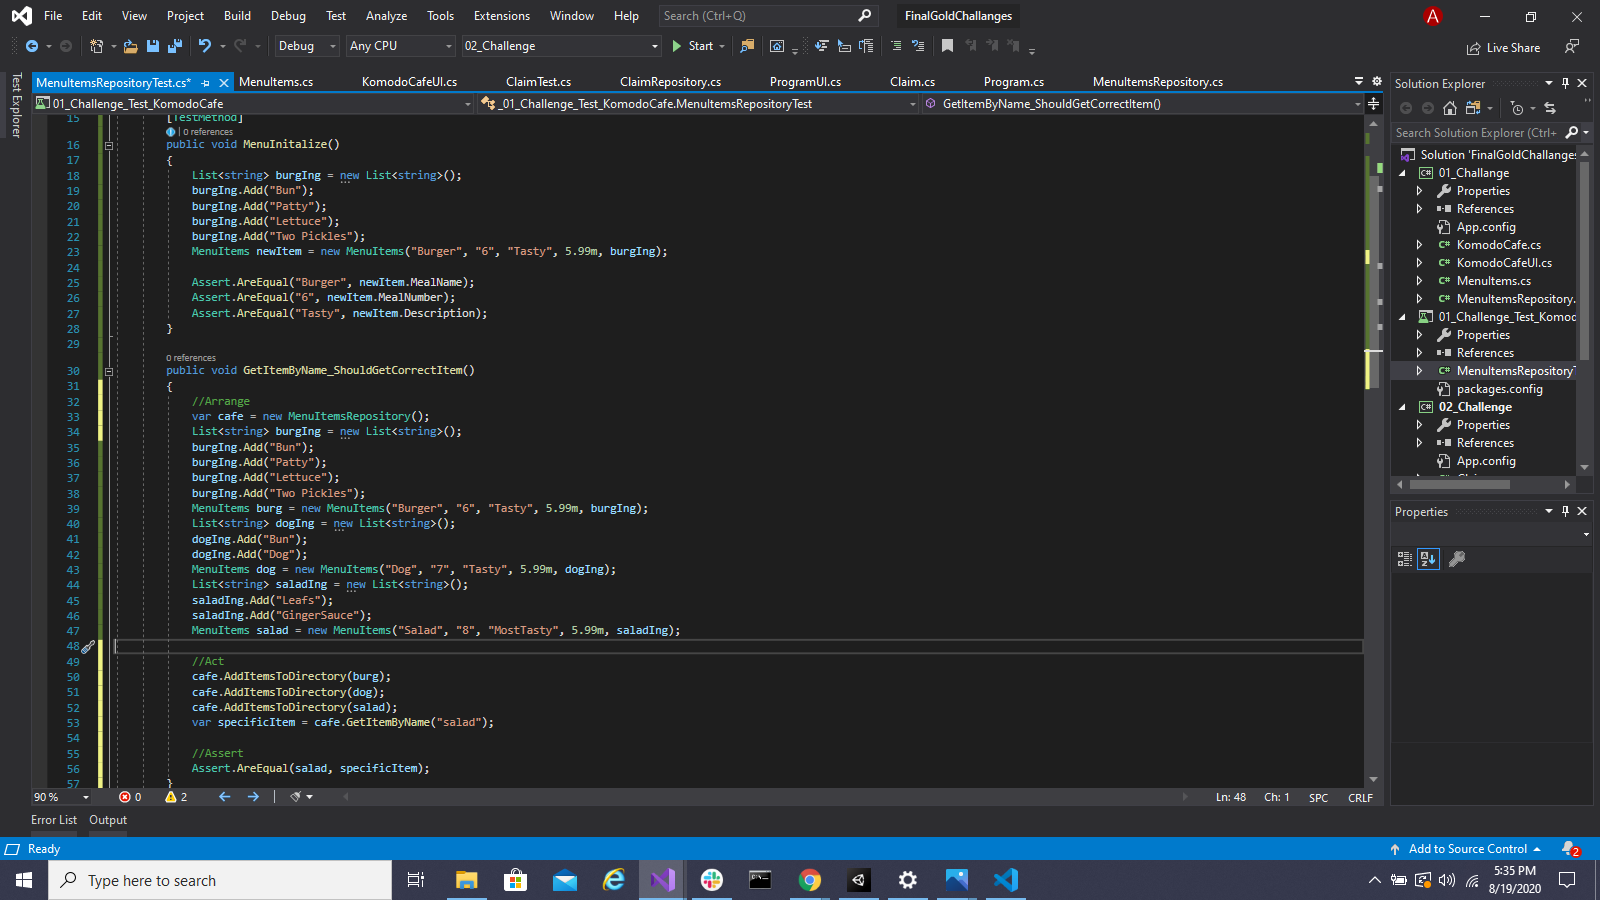 File Edit View Project Build Debug Test Analyze Tools Extensions Window Help Search (Ctrl+Q) FinalGoldChallanges A
Debug Any CPU 02_Challenge Start Live Share
Test Explorer
MenuItemsRepositoryTest.cs* MenuItems.cs KomodoCafeUI.cs ClaimTest.cs ClaimRepository.cs ProgramUI.cs Claim.cs Program.cs MenuItemsRepository.cs
01_Challenge_Test_KomodoCafe _01_Challenge_Test_KomodoCafe.MenuItemsRepositoryTest GetItemByName_ShouldGetCorrectItem()
15 [TestMethod]
0 references
16 public void MenuInitalize()
17 {
18 List<string> burgIng = new List<string>();
19 burgIng.Add("Bun");
20 burgIng.Add("Patty");
21 burgIng.Add("Lettuce");
22 burgIng.Add("Two Pickles");
23 MenuItems newItem = new MenuItems("Burger", "6", "Tasty", 5.99m, burgIng);
24
25 Assert.AreEqual("Burger", newItem.MealName);
26 Assert.AreEqual("6", newItem.MealNumber);
27 Assert.AreEqual("Tasty", newItem.Description);
28 }
29
0 references
30 public void GetItemByName_ShouldGetCorrectItem()
31 {
32 //Arrange
33 var cafe = new MenuItemsRepository();
34 List<string> burgIng = new List<string>();
35 burgIng.Add("Bun");
36 burgIng.Add("Patty");
37 burgIng.Add("Lettuce");
38 burgIng.Add("Two Pickles");
39 MenuItems burg = new MenuItems("Burger", "6", "Tasty", 5.99m, burgIng);
40 List<string> dogIng = new List<string>();
41 dogIng.Add("Bun");
42 dogIng.Add("Dog");
43 MenuItems dog = new MenuItems("Dog", "7", "Tasty", 5.99m, dogIng);
44 List<string> saladIng = new List<string>();
45 saladIng.Add("Leafs");
46 saladIng.Add("GingerSauce");
47 MenuItems salad = new MenuItems("Salad", "8", "MostTasty", 5.99m, saladIng);
48
49 //Act
50 cafe.AddItemsToDirectory(burg);
51 cafe.AddItemsToDirectory(dog);
52 cafe.AddItemsToDirectory(salad);
53 var specificItem = cafe.GetItemByName("salad");
54
55 //Assert
56 Assert.AreEqual(salad, specificItem);
57 }
90 % 0 2 Ln: 48 Ch: 1 SPC CRLF
Error List Output
Solution Explorer
Search Solution Explorer (Ctrl+
Solution 'FinalGoldChallanges
01_Challange
Properties
References
App.config
KomodoCafe.cs
KomodoCafeUI.cs
MenuItems.cs
MenuItemsRepository.
01_Challenge_Test_Komod
Properties
References
MenuItemsRepositoryT
packages.config
02_Challenge
Properties
References
App.config
Properties
Ready Add to Source Control 2
Type here to search
5:35 PM
8/19/2020